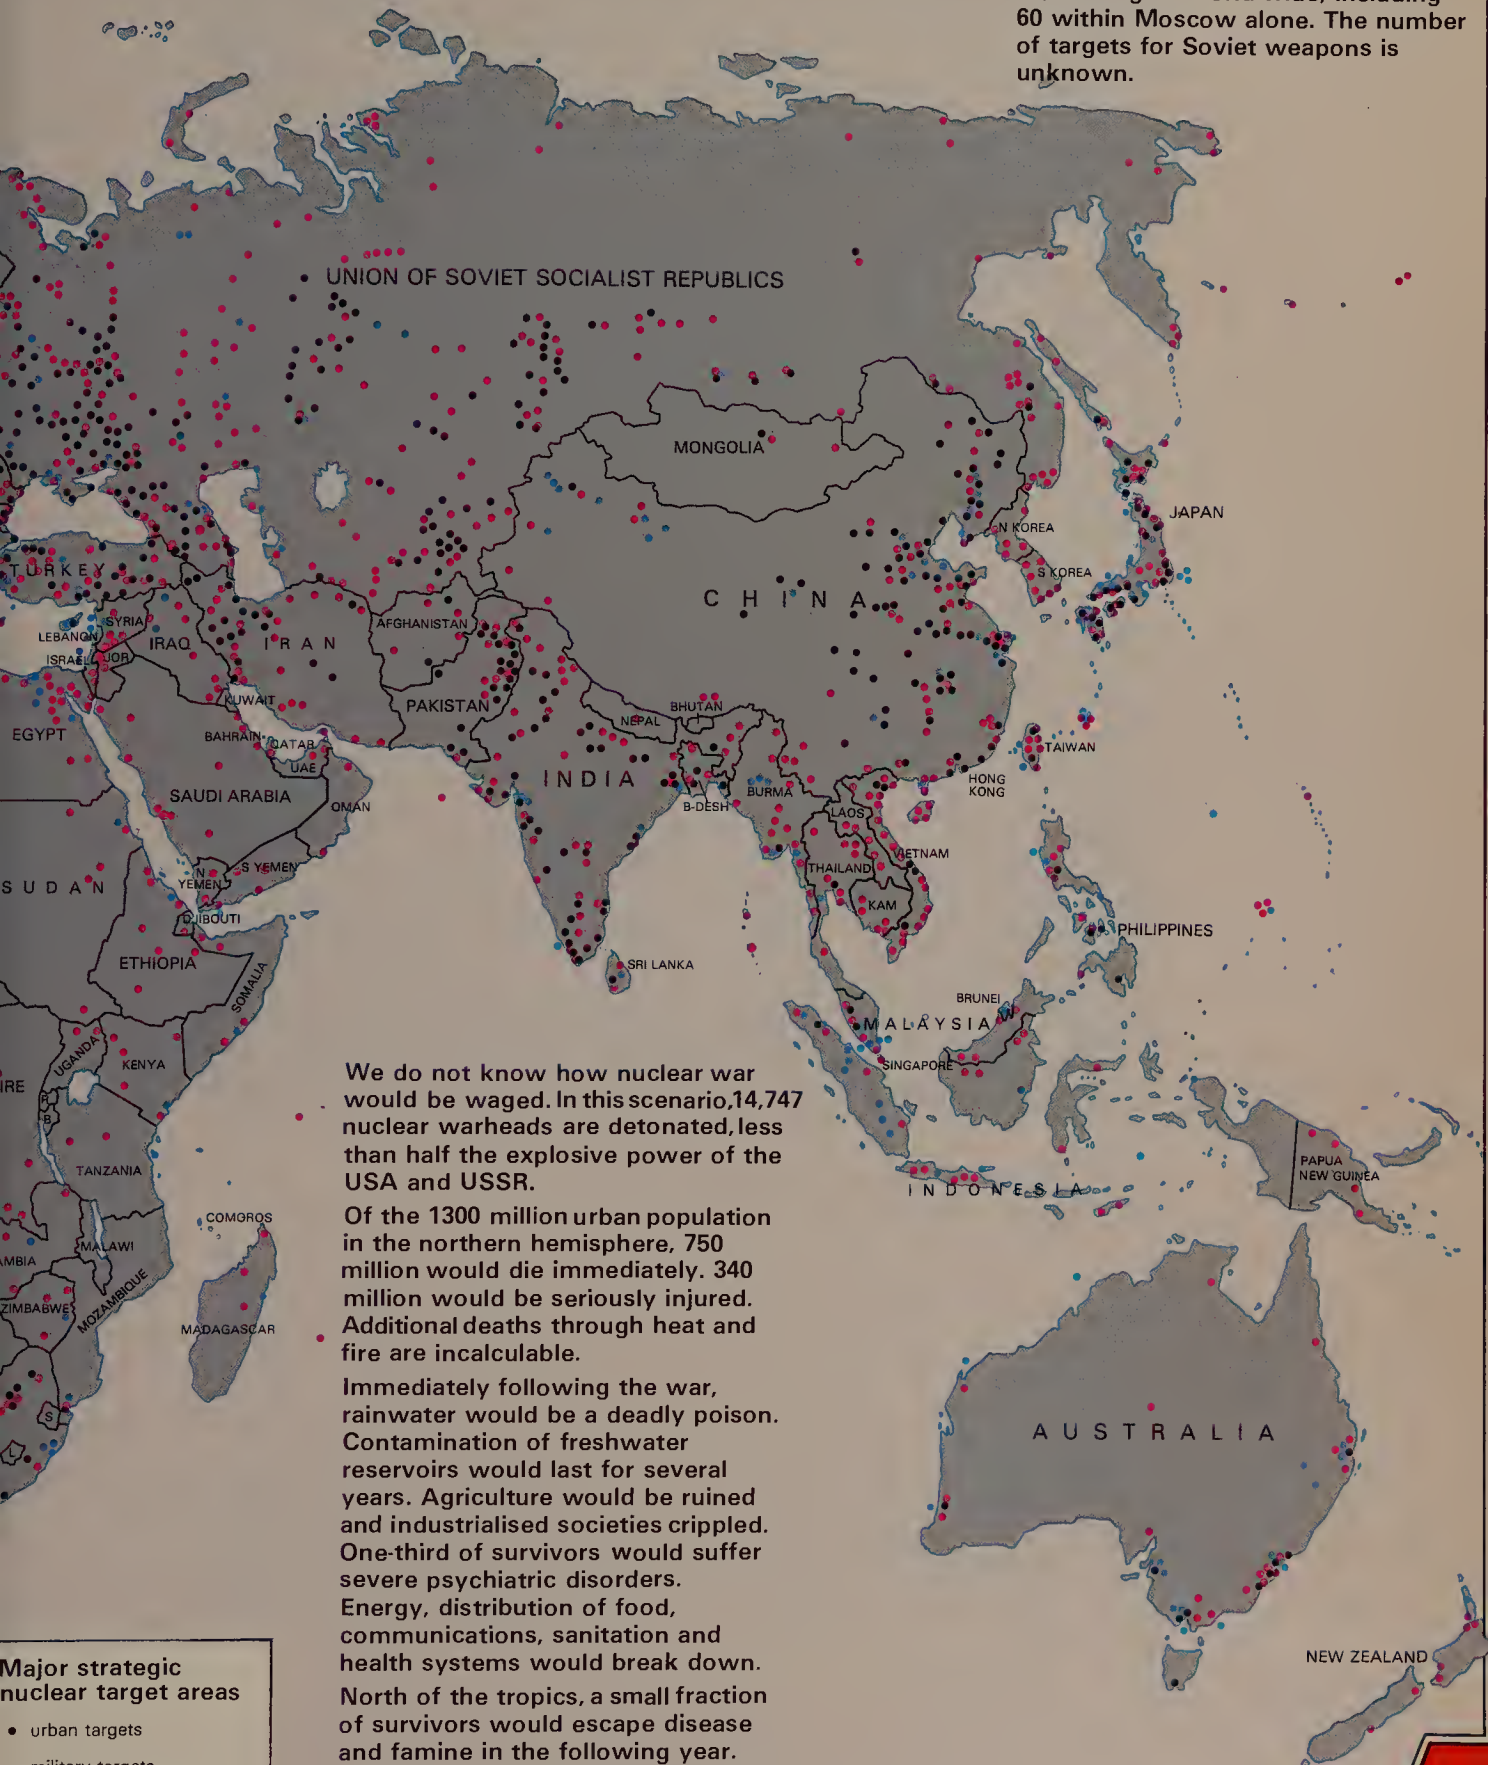 60 within Moscow alone. The number
of targets for Soviet weapons is
unknown.
UNION OF SOVIET SOCIALIST REPUBLICS
MONGOLIA
JAPAN
N KOREA
S KOREA
TURKEY
CHINA
SYRIA
LEBANON
IRAQ
IRAN
AFGHANISTAN
ISRAEL
JOR
KUWAIT
PAKISTAN
NEPAL
BHUTAN
EGYPT
BAHRAIN
QATAR
UAE
TAIWAN
INDIA
HONG
KONG
SAUDI ARABIA
OMAN
B-DESH
BURMA
LAOS
VIETNAM
THAILAND
SUDAN
N
YEMEN
S YEMEN
KAM
DJIBOUTI
PHILIPPINES
ETHIOPIA
SOMALIA
SRI LANKA
BRUNEI
MALAYSIA
SINGAPORE
UGANDA
KENYA
IRE
R
B
TANZANIA
PAPUA
NEW GUINEA
INDONESIA
COMOROS
MALAWI
AMBIA
ZIMBABWE
MOZAMBIQUE
MADAGASCAR
S
L
AUSTRALIA
NEW ZEALAND
We do not know how nuclear war
would be waged. In this scenario, 14,747
nuclear warheads are detonated, less
than half the explosive power of the
USA and USSR.
Of the 1300 million urban population
in the northern hemisphere, 750
million would die immediately. 340
million would be seriously injured.
Additional deaths through heat and
fire are incalculable.
Immediately following the war,
rainwater would be a deadly poison.
Contamination of freshwater
reservoirs would last for several
years. Agriculture would be ruined
and industrialised societies crippled.
One-third of survivors would suffer
severe psychiatric disorders.
Energy, distribution of food,
communications, sanitation and
health systems would break down.
North of the tropics, a small fraction
of survivors would escape disease
and famine in the following year.
Major strategic
nuclear target areas
• urban targets